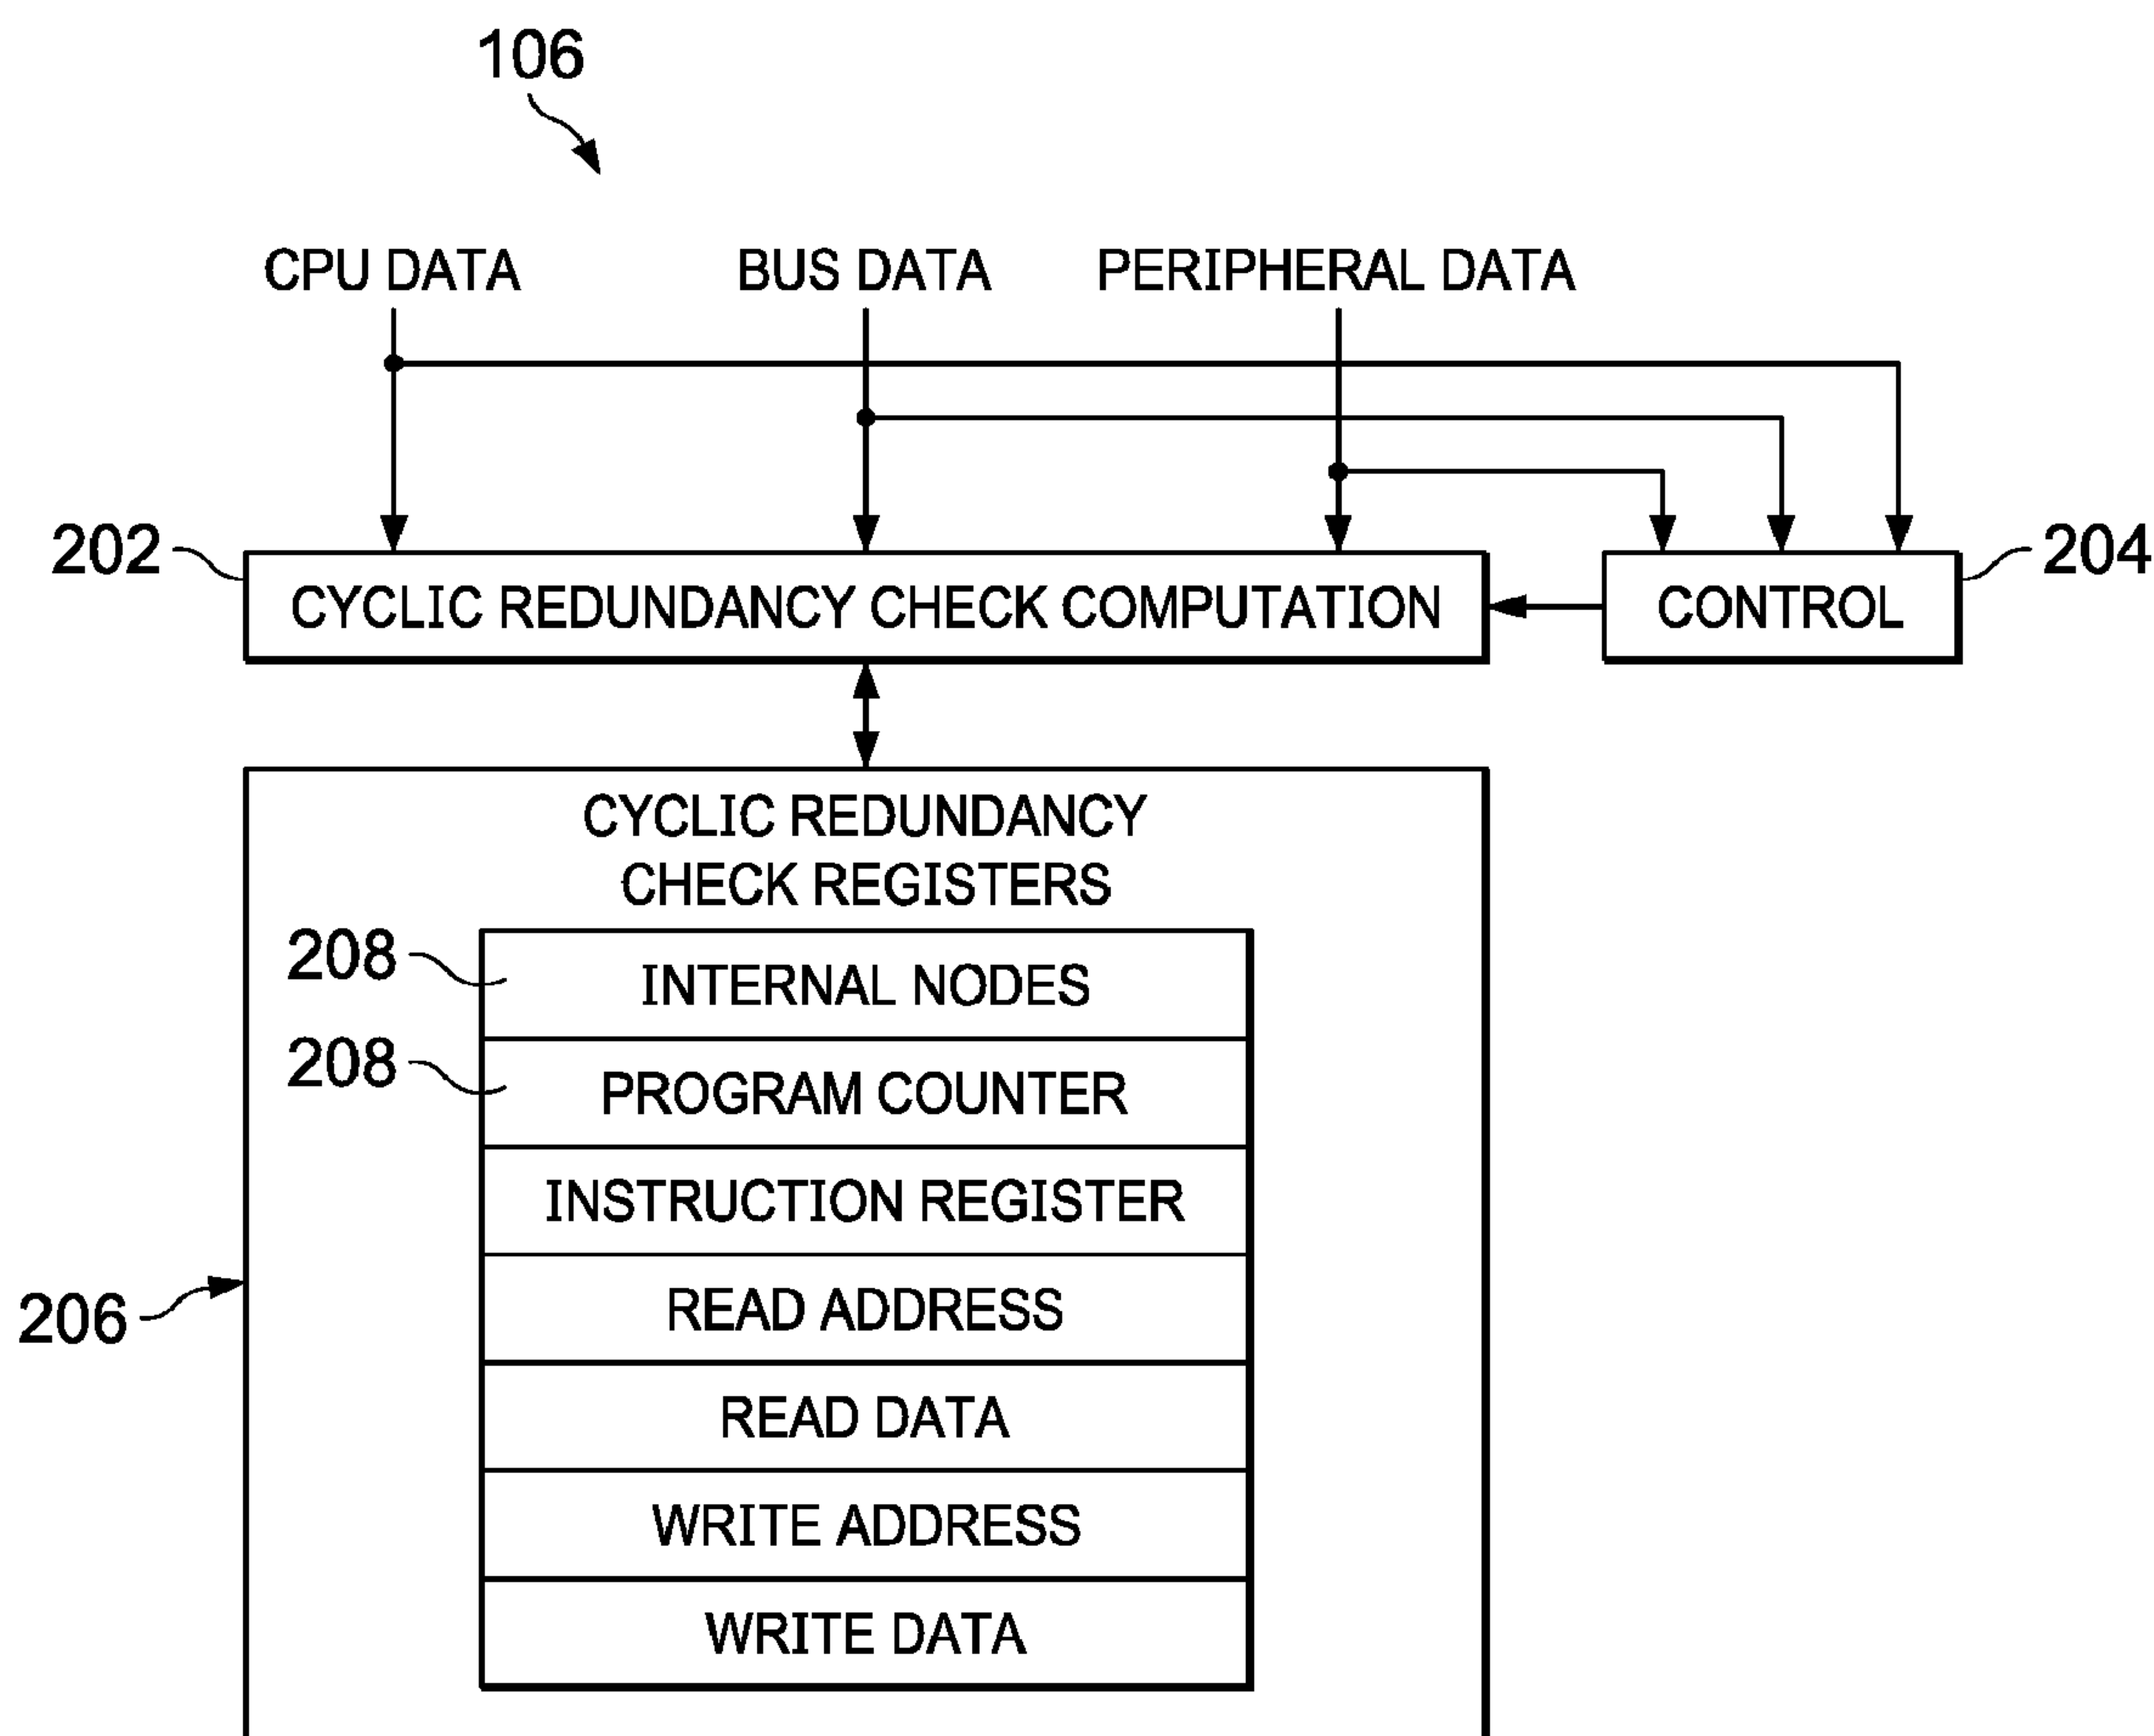 106
CPU DATA BUS DATA PERIPHERAL DATA
202 CYCLIC REDUNDANCY CHECK COMPUTATION CONTROL 204
CYCLIC REDUNDANCY
CHECK REGISTERS
208 INTERNAL NODES
208 PROGRAM COUNTER
INSTRUCTION REGISTER
206 READ ADDRESS
READ DATA
WRITE ADDRESS
WRITE DATA